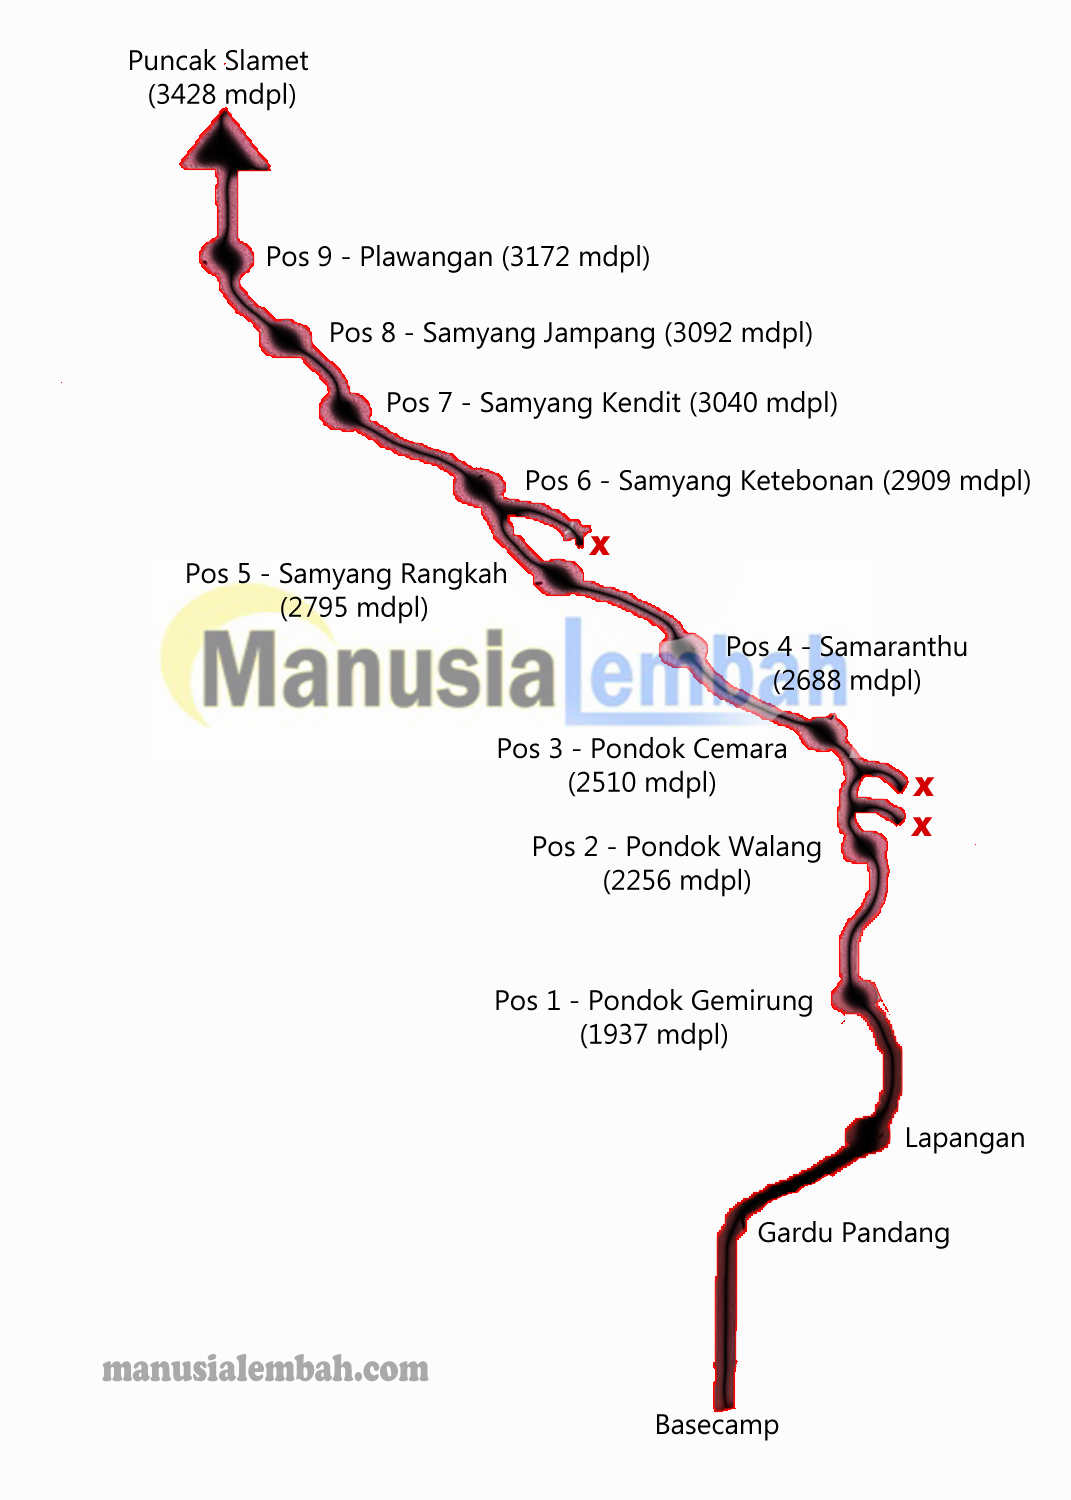 Puncak Slamet
(3428 mdpl)
Pos 9 - Plawangan (3172 mdpl)
Pos 8 - Samyang Jampang (3092 mdpl)
Pos 7 - Samyang Kendit (3040 mdpl)
Pos 6 - Samyang Ketebonan (2909 mdpl)
x
Pos 5 - Samyang Rangkah
(2795 mdpl)
Manusia Lembah
Pos 4 - Samaranthu
(2688 mdpl)
Pos 3 - Pondok Cemara
(2510 mdpl)
x
x
Pos 2 - Pondok Walang
(2256 mdpl)
Pos 1 - Pondok Gemirung
(1937 mdpl)
Lapangan
Gardu Pandang
manusialembah.com
Basecamp